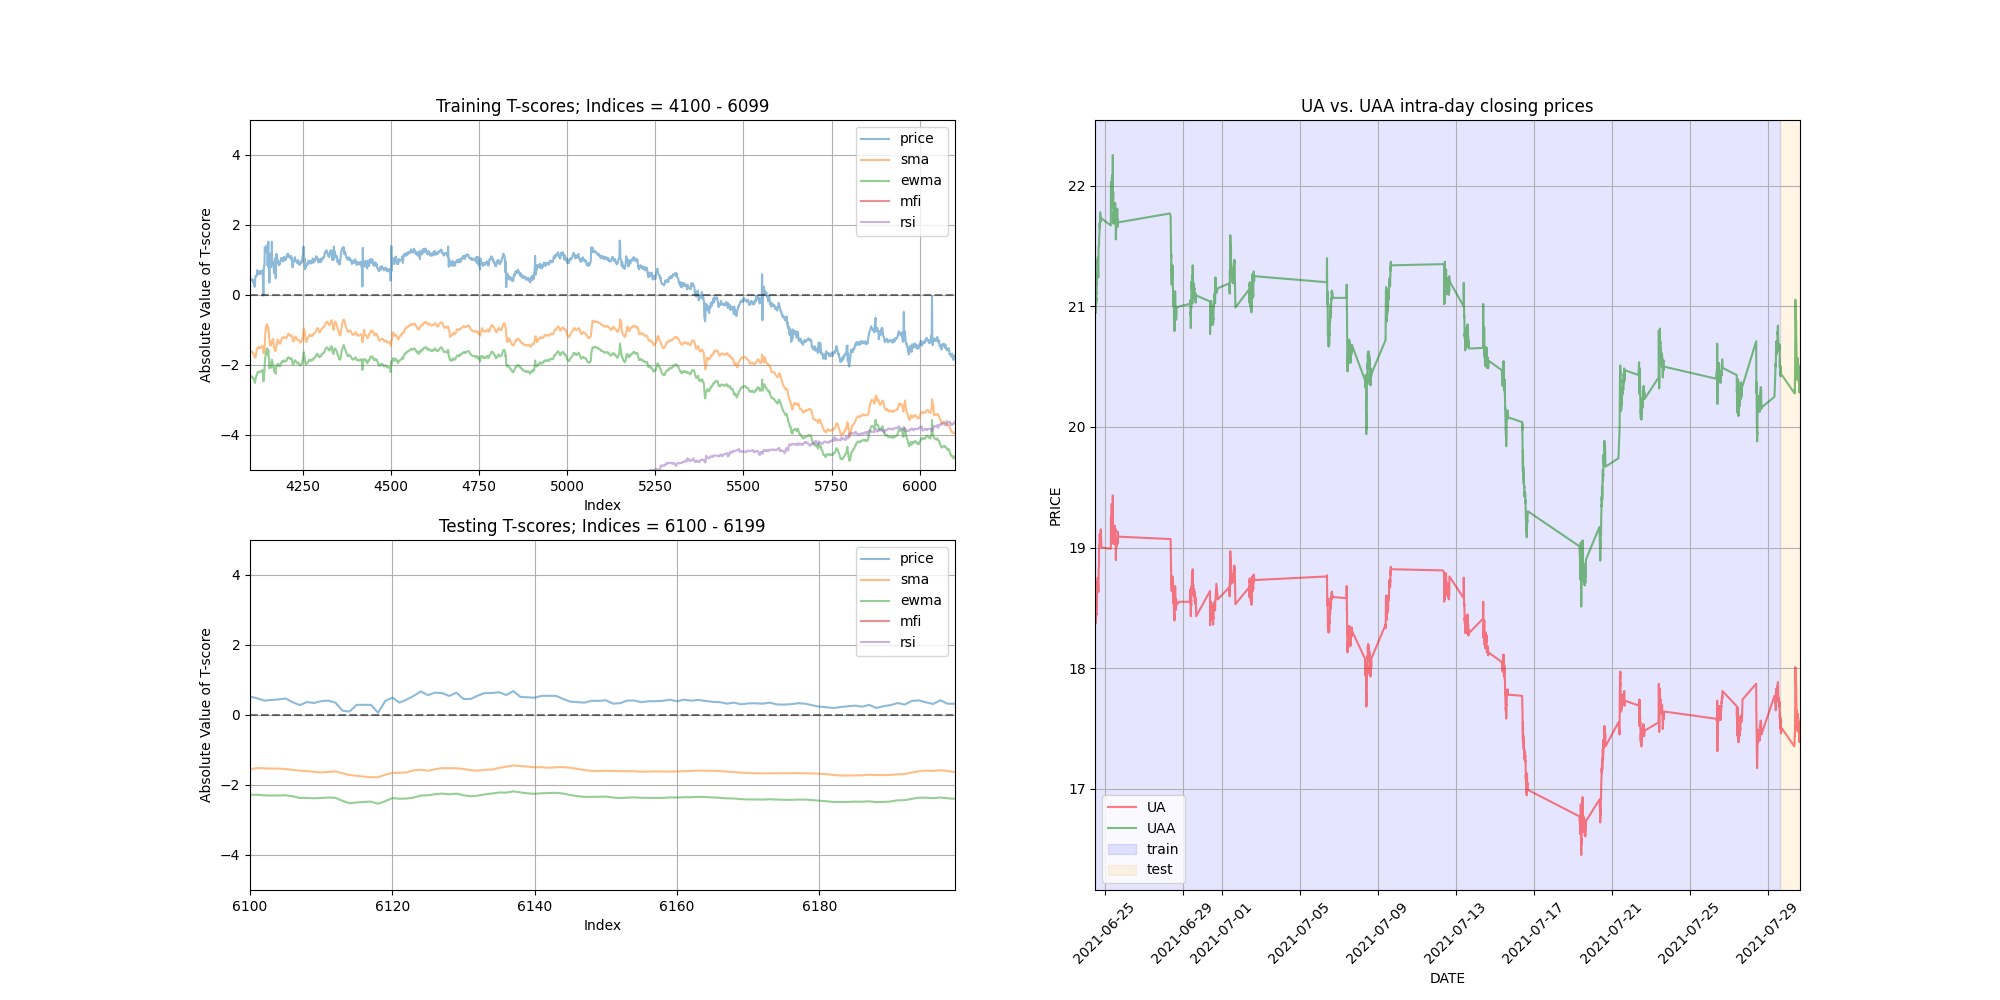 Training T-scores; Indices = 4100 - 6099
Absolute Value of T-score
4
2
0
−2
−4
price
sma
ewma
mfi
rsi
4250
4500
4750
5000
5250
5500
5750
6000
Index
Testing T-scores; Indices = 6100 - 6199
Absolute Value of T-score
4
2
0
−2
−4
price
sma
ewma
mfi
rsi
6100
6120
6140
6160
6180
Index
UA vs. UAA intra-day closing prices
PRICE
22
21
20
19
18
17
UA
UAA
train
test
2021-06-25
2021-06-29
2021-07-01
2021-07-05
2021-07-09
2021-07-13
2021-07-17
2021-07-21
2021-07-25
2021-07-29
DATE